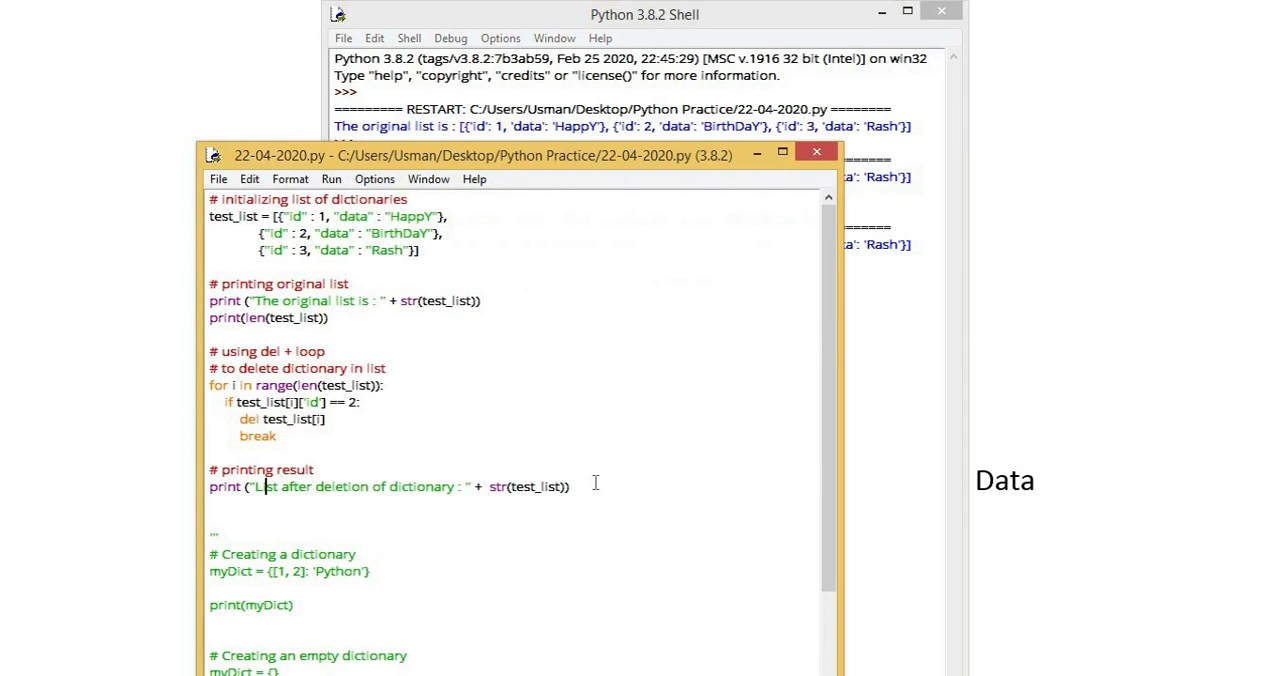 Python 3.8.2 Shell
File Edit Shell Debug Options Window Help
Python 3.8.2 (tags/v3.8.2:7b3ab59, Feb 25 2020, 22:45:29) [MSC v.1916 32 bit (Intel)] on win32
Type "help", "copyright", "credits" or "license()" for more information.
>>>
========= RESTART: C:/Users/Usman/Desktop/Python Practice/22-04-2020.py ========
The original list is : [{'id': 1, 'data': 'HappY'}, {'id': 2, 'data': 'BirthDaY'}, {'id': 3, 'data': 'Rash'}]
======
'data': 'Rash'}]
======
'data': 'Rash'}]
22-04-2020.py - C:/Users/Usman/Desktop/Python Practice/22-04-2020.py (3.8.2)
File Edit Format Run Options Window Help
# initializing list of dictionaries
test_list = [{"id" : 1, "data" : "HappY"},
{"id" : 2, "data" : "BirthDaY"},
{"id" : 3, "data" : "Rash"}]
# printing original list
print ("The original list is : " + str(test_list))
print(len(test_list))
# using del + loop
# to delete dictionary in list
for i in range(len(test_list)):
if test_list[i]['id'] == 2:
del test_list[i]
break
# printing result
print ("List after deletion of dictionary : " + str(test_list))
'''
# Creating a dictionary
myDict = {[1, 2]: 'Python'}
print(myDict)
# Creating an empty dictionary
myDict = {}
Data